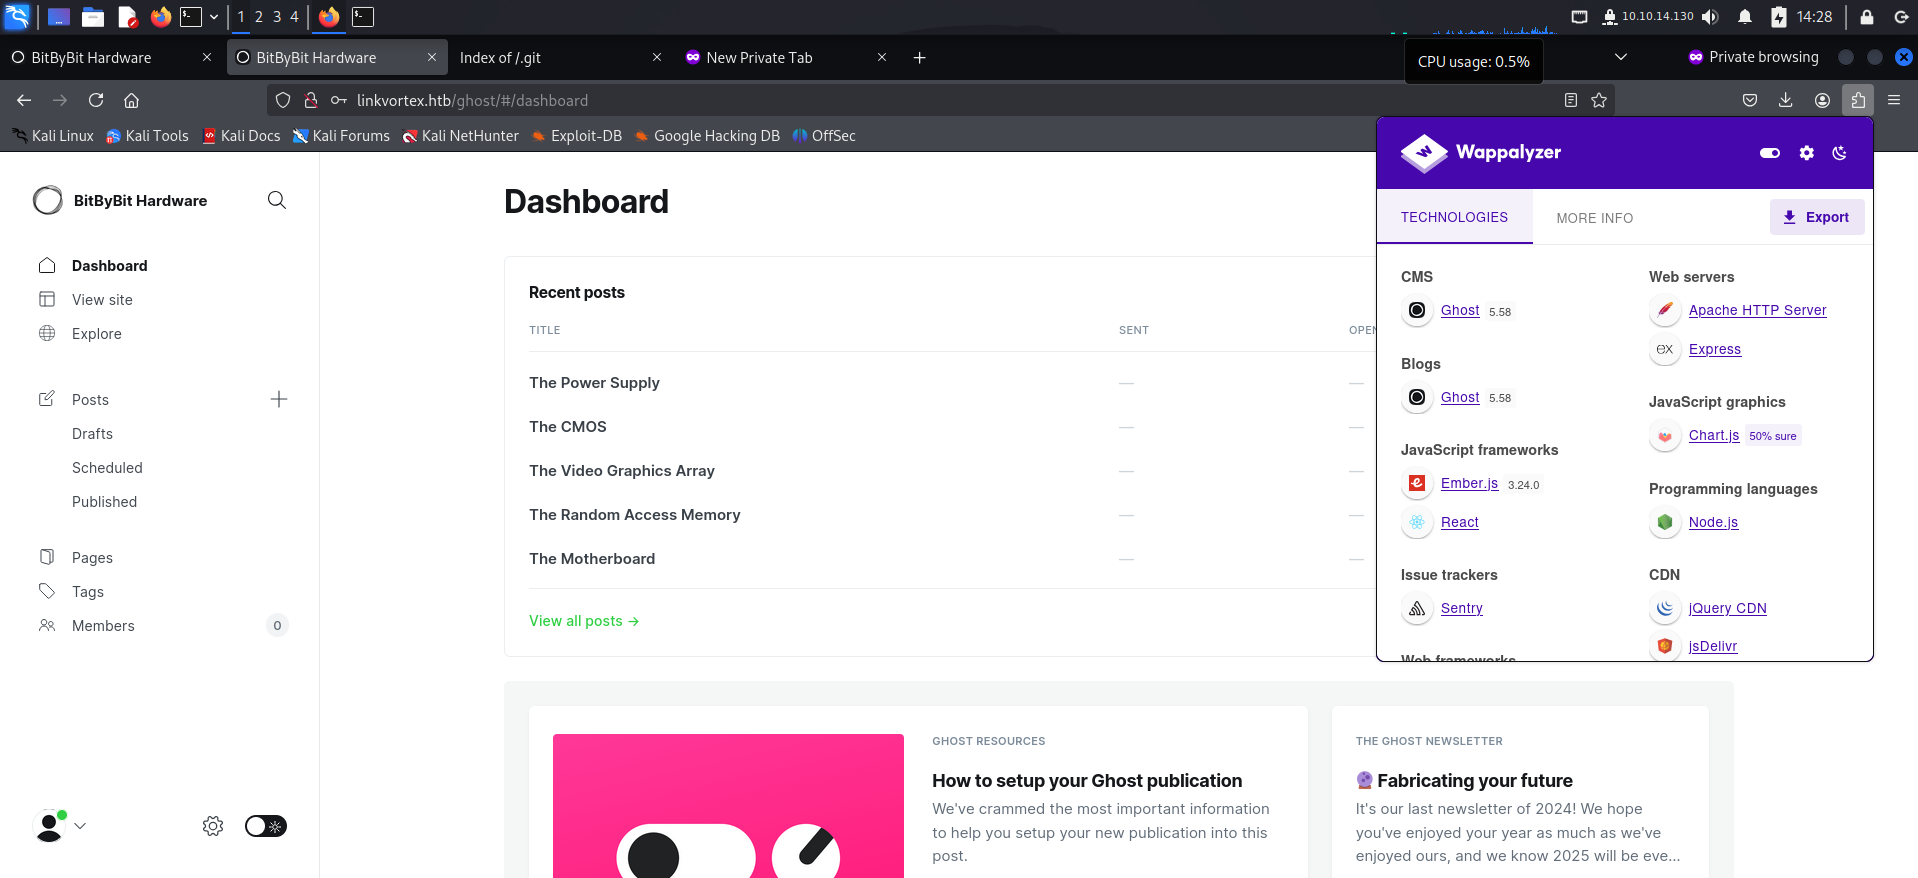 1 2 3 4
10.10.14.130
14:28
BitByBit Hardware
BitByBit Hardware
Index of /.git
New Private Tab
CPU usage: 0.5%
Private browsing
linkvortex.htb/ghost/#/dashboard
Kali Linux
Kali Tools
Kali Docs
Kali Forums
Kali NetHunter
Exploit-DB
Google Hacking DB
OffSec
BitByBit Hardware
Dashboard
View site
Explore
Posts
Drafts
Scheduled
Published
Pages
Tags
Members 0
Dashboard
Recent posts
TITLE SENT OPEN
The Power Supply — —
The CMOS — —
The Video Graphics Array — —
The Random Access Memory — —
The Motherboard — —
View all posts →
GHOST RESOURCES
How to setup your Ghost publication
We've crammed the most important information
to help you setup your new publication into this
post.
THE GHOST NEWSLETTER
🔮 Fabricating your future
It's our last newsletter of 2024! We hope
you've enjoyed your year as much as we've
enjoyed ours, and we know 2025 will be eve...
Wappalyzer
TECHNOLOGIES
MORE INFO
Export
CMS
Ghost 5.58
Blogs
Ghost 5.58
JavaScript frameworks
Ember.js 3.24.0
React
Issue trackers
Sentry
Web frameworks
Web servers
Apache HTTP Server
ex
Express
JavaScript graphics
Chart.js 50% sure
Programming languages
Node.js
CDN
jQuery CDN
jsDelivr